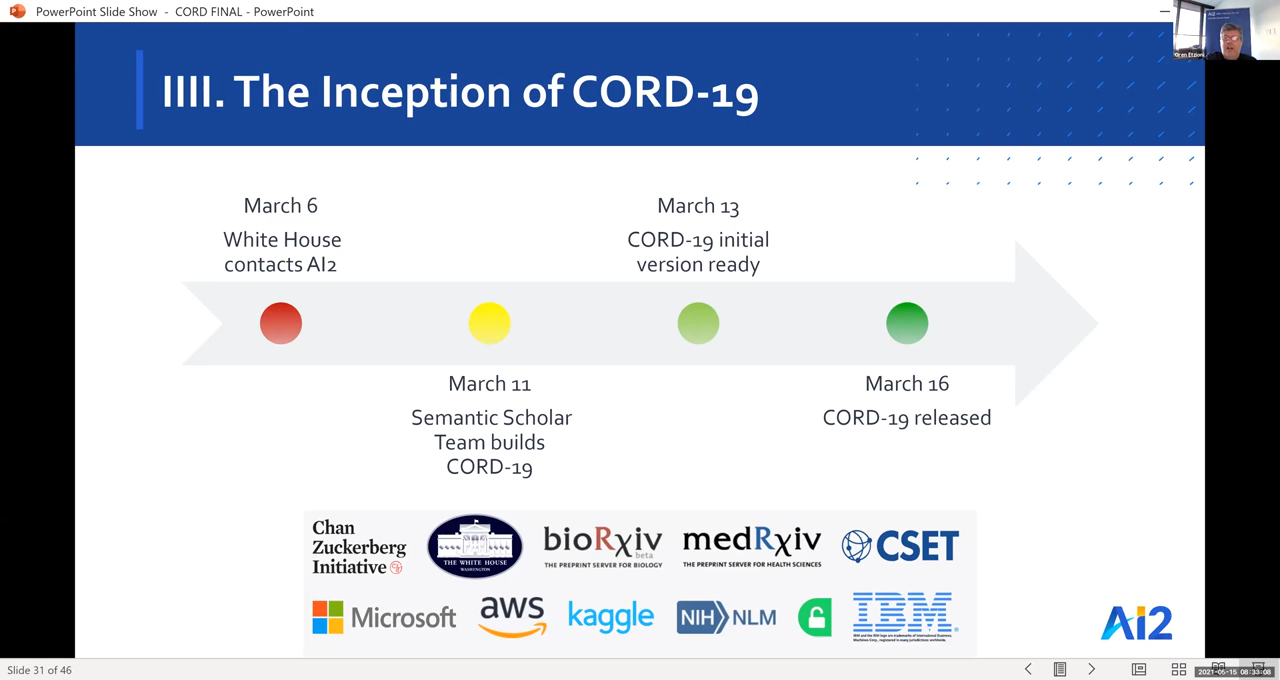 PowerPoint Slide Show - CORD FINAL - PowerPoint
Oren Etzioni
IIII. The Inception of CORD-19
March 6
White House
contacts AI2
March 13
CORD-19 initial
version ready
March 11
Semantic Scholar
Team builds
CORD-19
March 16
CORD-19 released
Chan
Zuckerberg
Initiative
THE WHITE HOUSE
WASHINGTON
bioRxiv
beta
THE PREPRINT SERVER FOR BIOLOGY
medRxiv
THE PREPRINT SERVER FOR HEALTH SCIENCES
CSET
Microsoft
aws
kaggle
NIH NLM
IBM
Ai2
Slide 31 of 46
2021-05-15 08:33:08